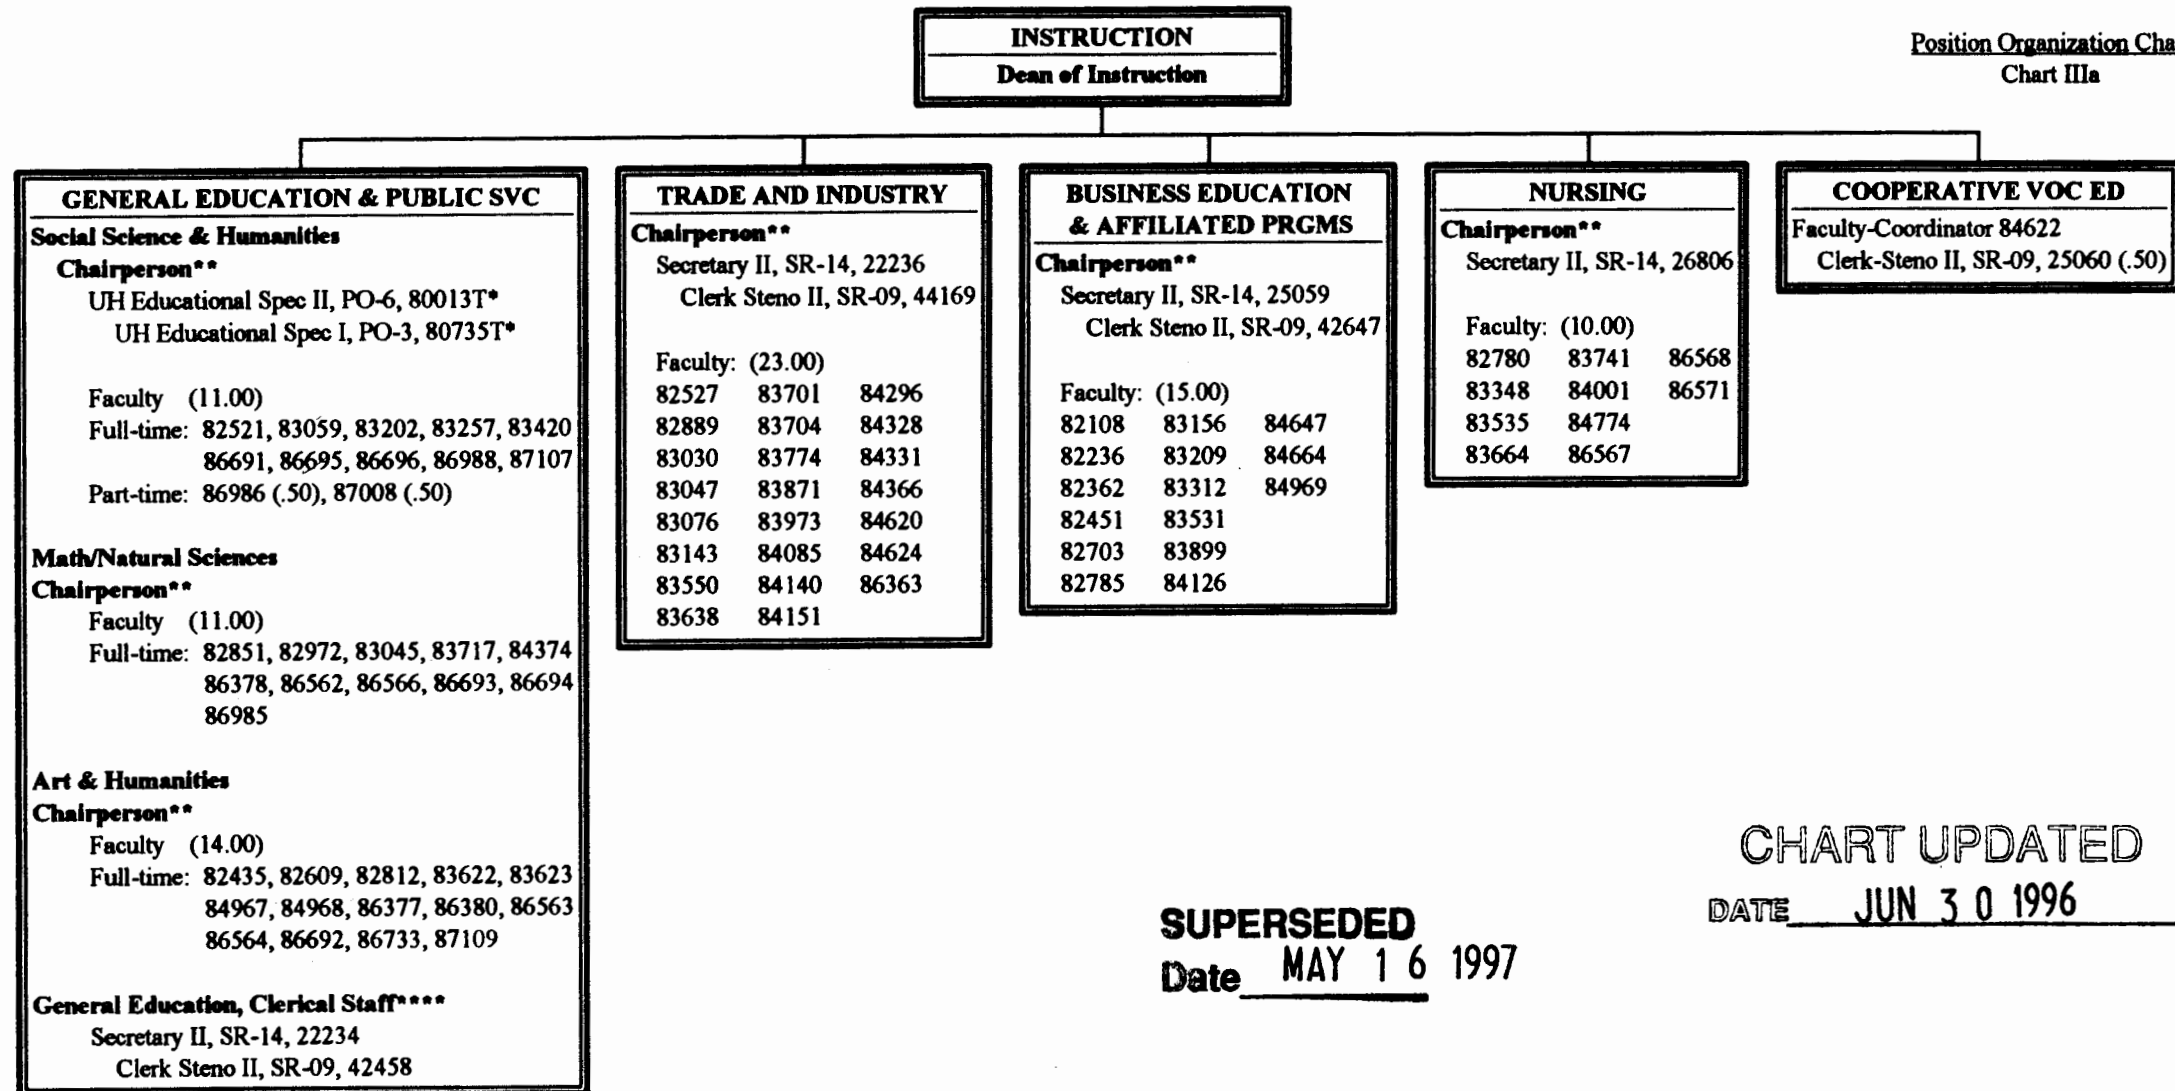 INSTRUCTION
Dean of Instruction
Position Organization Cha
Chart IIIa
GENERAL EDUCATION & PUBLIC SVC
Social Science & Humanities
Chairperson**
UH Educational Spec II, PO-6, 80013T*
UH Educational Spec I, PO-3, 80735T*
Faculty (11.00)
Full-time: 82521, 83059, 83202, 83257, 83420
86691, 86695, 86696, 86988, 87107
Part-time: 86986 (.50), 87008 (.50)
Math/Natural Sciences
Chairperson**
Faculty (11.00)
Full-time: 82851, 82972, 83045, 83717, 84374
86378, 86562, 86566, 86693, 86694
86985
Art & Humanities
Chairperson**
Faculty (14.00)
Full-time: 82435, 82609, 82812, 83622, 83623
84967, 84968, 86377, 86380, 86563
86564, 86692, 86733, 87109
General Education, Clerical Staff****
Secretary II, SR-14, 22234
Clerk Steno II, SR-09, 42458
TRADE AND INDUSTRY
Chairperson**
Secretary II, SR-14, 22236
Clerk Steno II, SR-09, 44169
Faculty: (23.00)
82527 83701 84296
82889 83704 84328
83030 83774 84331
83047 83871 84366
83076 83973 84620
83143 84085 84624
83550 84140 86363
83638 84151
BUSINESS EDUCATION
& AFFILIATED PRGMS
Chairperson**
Secretary II, SR-14, 25059
Clerk Steno II, SR-09, 42647
Faculty: (15.00)
82108 83156 84647
82236 83209 84664
82362 83312 84969
82451 83531
82703 83899
82785 84126
NURSING
Chairperson**
Secretary II, SR-14, 26806
Faculty: (10.00)
82780 83741 86568
83348 84001 86571
83535 84774
83664 86567
COOPERATIVE VOC ED
Faculty-Coordinator 84622
Clerk-Steno II, SR-09, 25060 (.50)
CHART UPDATED
DATE JUN 30 1996
SUPERSEDED
Date MAY 16 1997